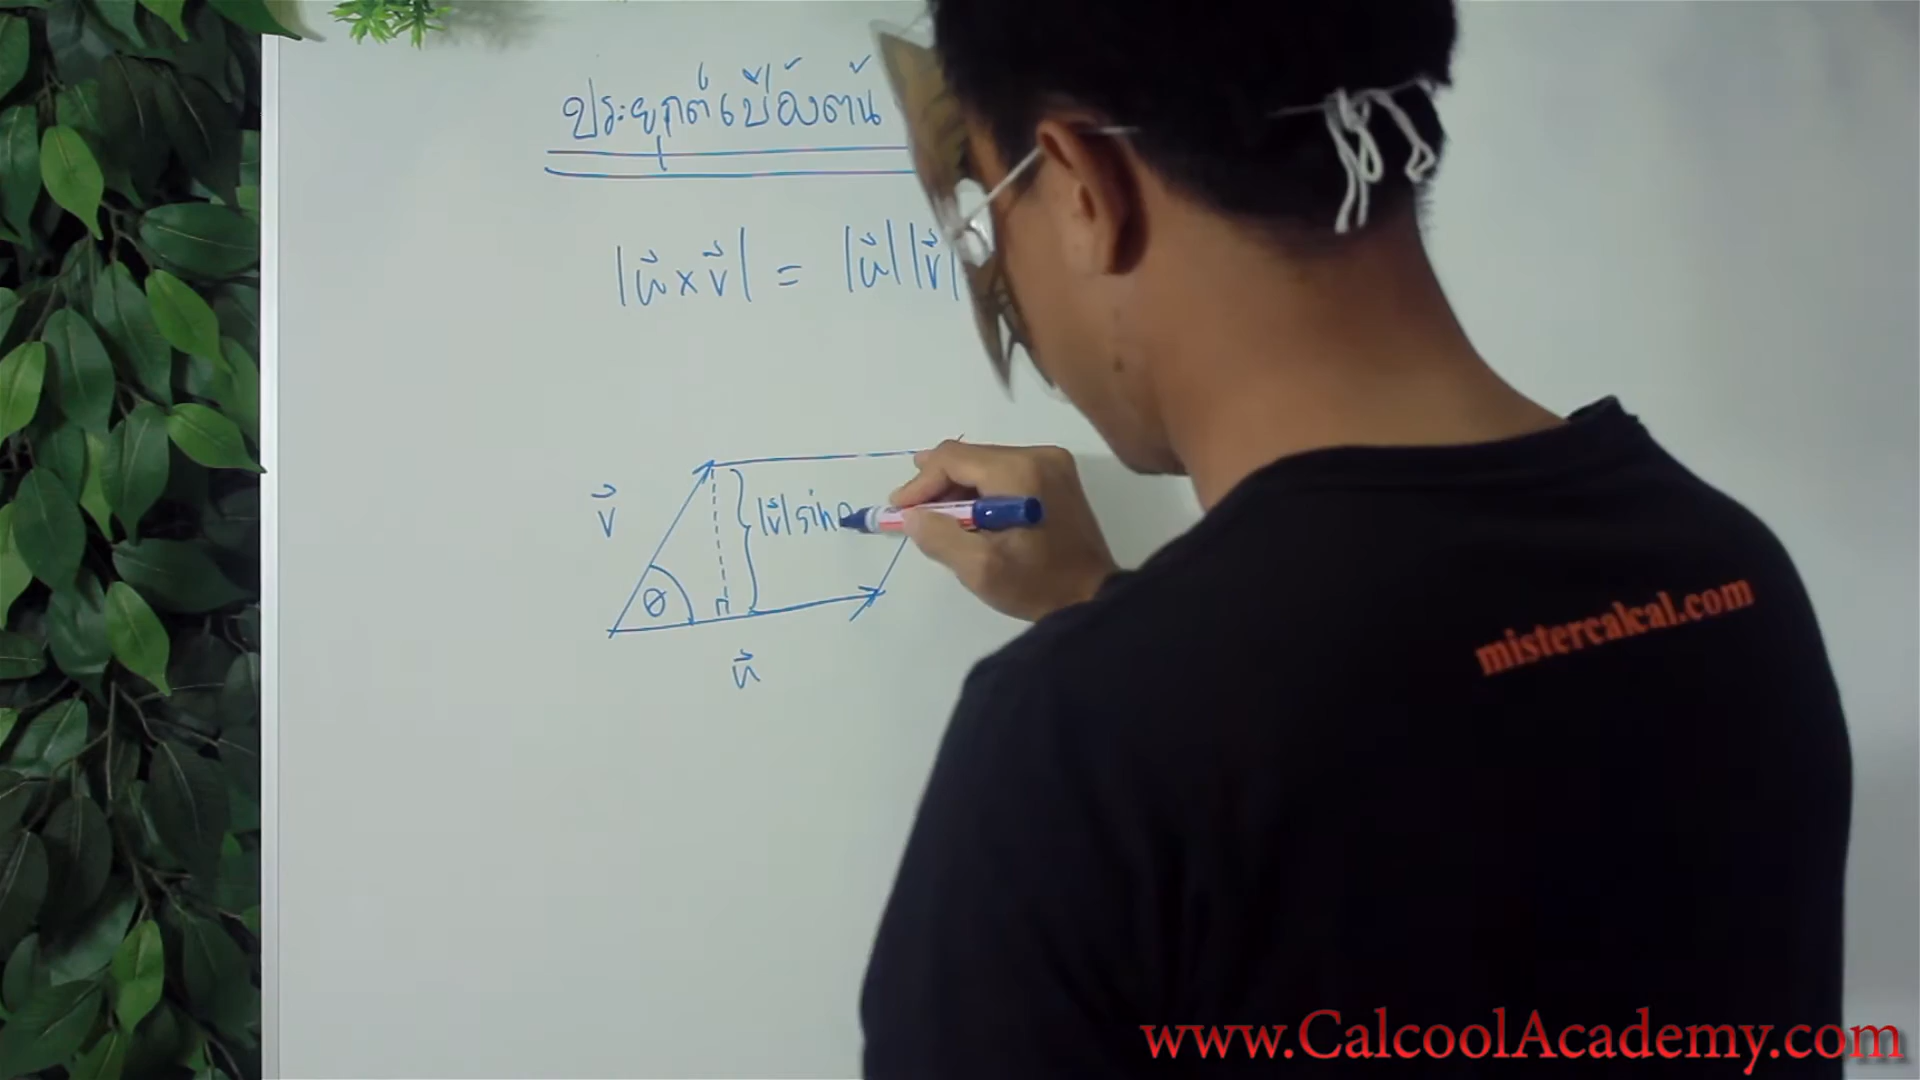 ประยุกต์เบื้องต้น
|u⃗ × v⃗| = |u⃗| |v⃗|
v⃗
|v⃗| sin θ
θ
u⃗
mistercalcal.com
www.CalcoolAcademy.com